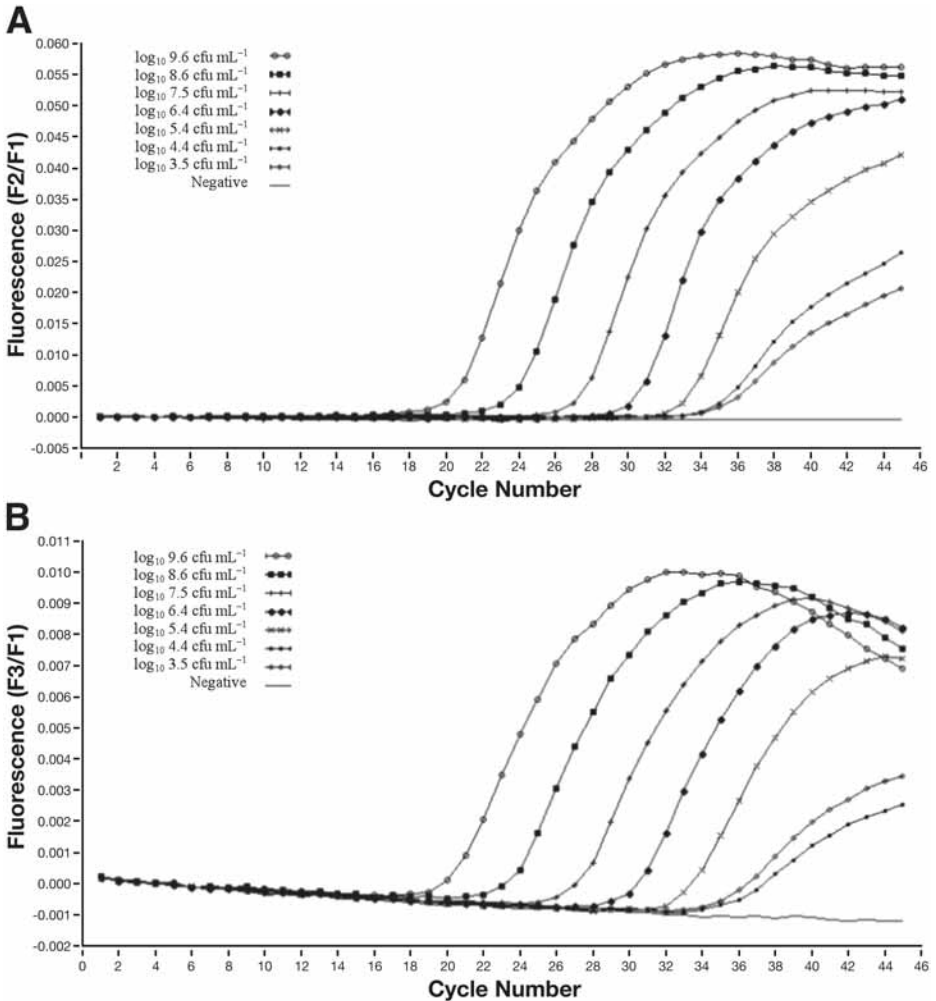 A
0.060
0.055
0.050
0.045
0.040
0.035
0.030
0.025
0.020
0.015
0.010
0.005
0.000
-0.005
Fluorescence (F2/F1)
log₁₀ 9.6 cfu mL⁻¹
log₁₀ 8.6 cfu mL⁻¹
log₁₀ 7.5 cfu mL⁻¹
log₁₀ 6.4 cfu mL⁻¹
log₁₀ 5.4 cfu mL⁻¹
log₁₀ 4.4 cfu mL⁻¹
log₁₀ 3.5 cfu mL⁻¹
Negative
2 4 6 8 10 12 14 16 18 20 22 24 26 28 30 32 34 36 38 40 42 44 46
Cycle Number
B
0.011
0.010
0.009
0.008
0.007
0.006
0.005
0.004
0.003
0.002
0.001
0.000
-0.001
-0.002
Fluorescence (F3/F1)
log₁₀ 9.6 cfu mL⁻¹
log₁₀ 8.6 cfu mL⁻¹
log₁₀ 7.5 cfu mL⁻¹
log₁₀ 6.4 cfu mL⁻¹
log₁₀ 5.4 cfu mL⁻¹
log₁₀ 4.4 cfu mL⁻¹
log₁₀ 3.5 cfu mL⁻¹
Negative
0 2 4 6 8 10 12 14 16 18 20 22 24 26 28 30 32 34 36 38 40 42 44 46
Cycle Number